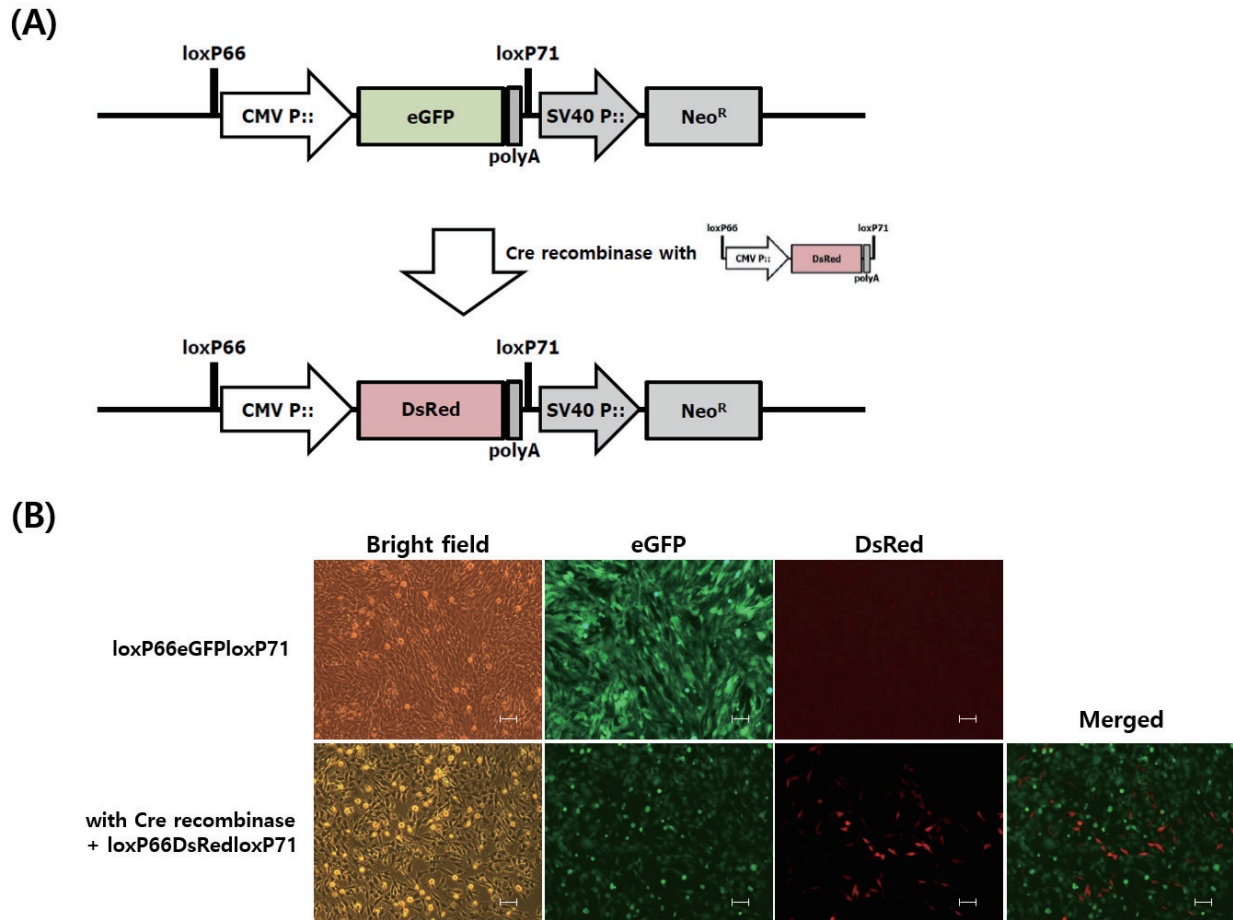 (A)
loxP66 loxP71
CMV P:: eGFP SV40 P:: Neoᴿ
polyA
Cre recombinase with
loxP66 loxP71
CMV P:: DsRed
polyA
loxP66 loxP71
CMV P:: DsRed SV40 P:: Neoᴿ
polyA
(B)
Bright field eGFP DsRed
loxP66eGFPloxP71
Merged
with Cre recombinase
+ loxP66DsRedloxP71